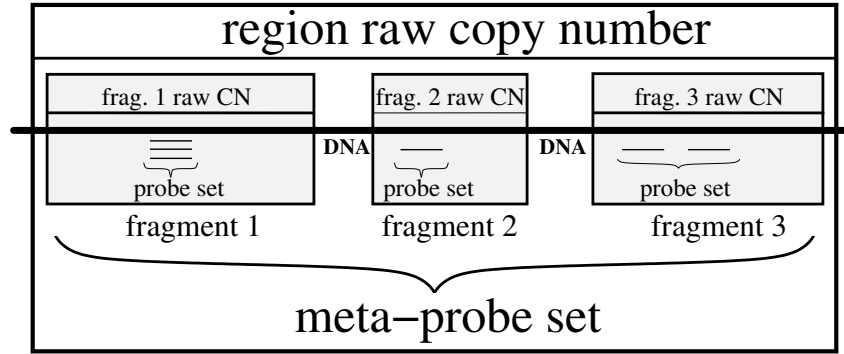 region raw copy number
frag. 1 raw CN
frag. 2 raw CN
frag. 3 raw CN
DNA
DNA
probe set
probe set
probe set
fragment 1
fragment 2
fragment 3
meta−probe set